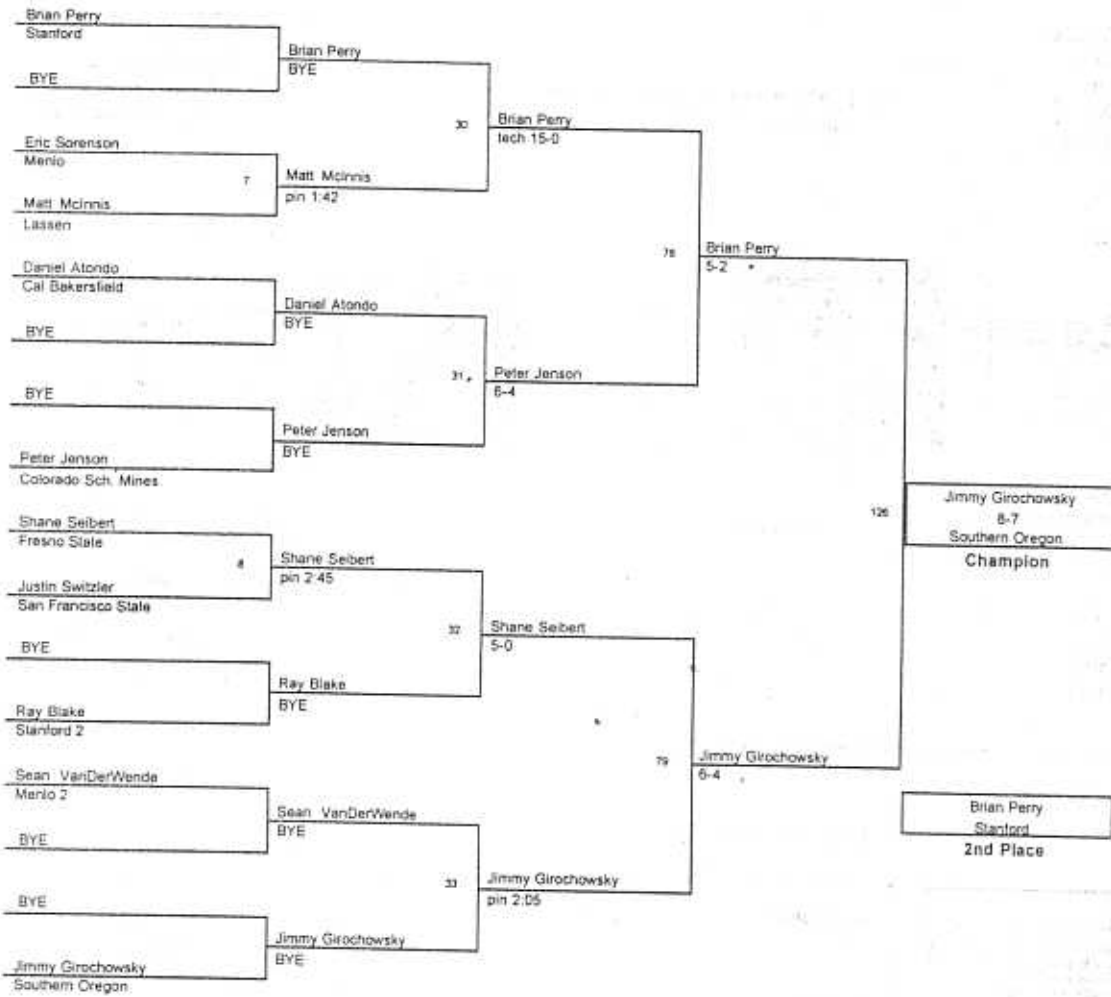 Brian Perry
Stanford
BYE
Eric Sorenson
Menlo
7
Matt McInnis
Lassen
Daniel Atondo
Cal Bakersfield
BYE
BYE
Peter Jenson
Colorado Sch. Mines
Shane Seibert
Fresno State
8
Justin Switzler
San Francisco State
BYE
Ray Blake
Stanford 2
Sean VanDerWende
Menlo 2
BYE
BYE
Jimmy Girochowsky
Southern Oregon
Brian Perry
BYE
30
Matt McInnis
pin 1:42
Daniel Atondo
BYE
31
Peter Jenson
BYE
Shane Seibert
pin 2:45
32
Ray Blake
BYE
Sean VanDerWende
BYE
33
Jimmy Girochowsky
BYE
Brian Perry
tech 15-0
78
Peter Jenson
6-4
Shane Seibert
5-0
79
Jimmy Girochowsky
pin 2:05
Brian Perry
5-2
126
Jimmy Girochowsky
6-4
Jimmy Girochowsky
8-7
Southern Oregon
Champion
Brian Perry
Stanford
2nd Place